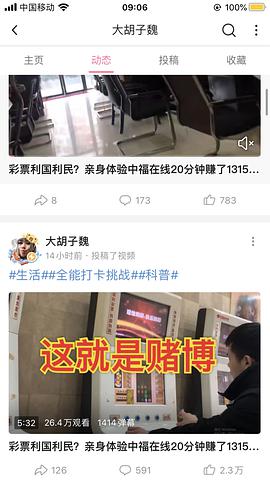 中国移动
09:06
100%
大胡子魏
主页
动态
投稿
收藏
彩票利国利民？亲身体验中福在线20分钟赚了1315...
8
173
783
大胡子魏
14小时前 · 投稿了视频
#生活##全能打卡挑战##科普#
这就是赌博
5:32
26.4万观看
1414弹幕
彩票利国利民？亲身体验中福在线20分钟赚了1315...
126
591
2.3万